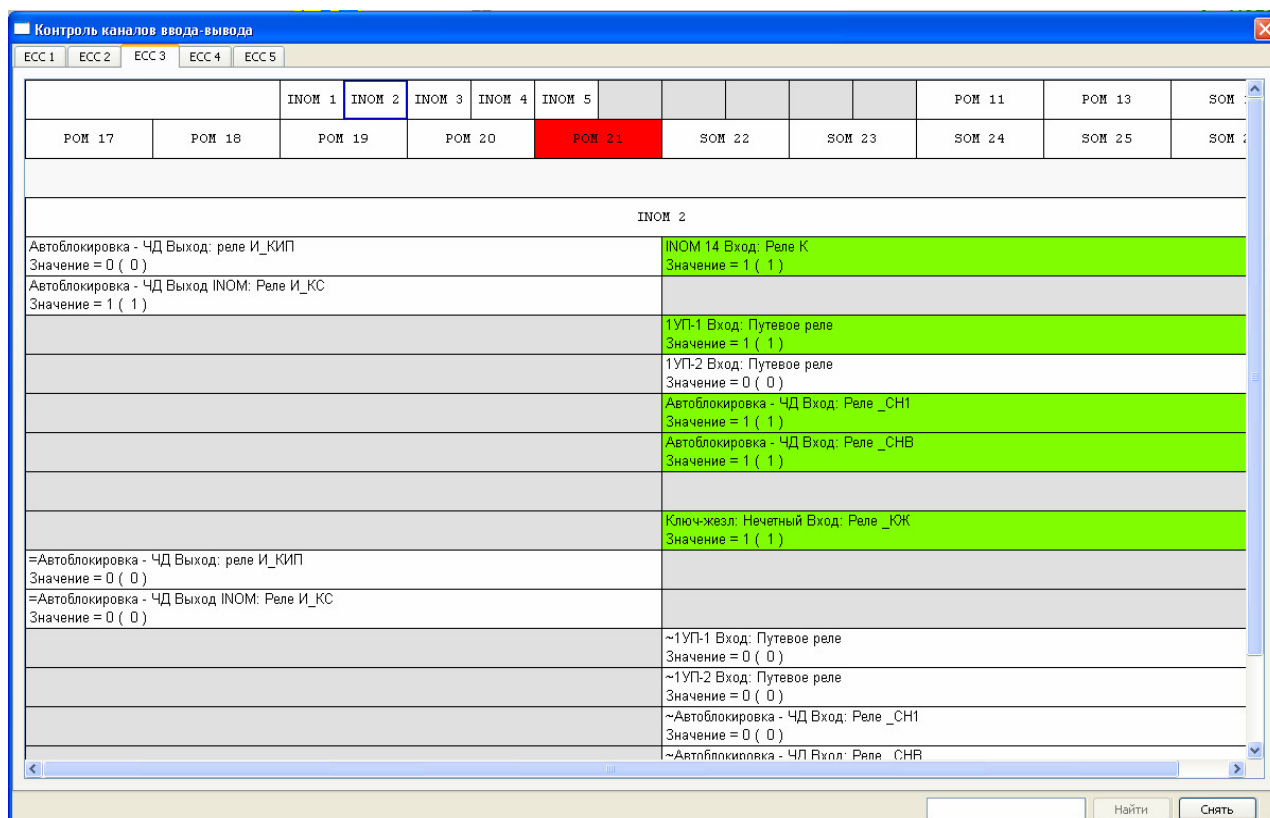 Контроль каналов ввода-вывода
ECC 1 ECC 2 ECC 3 ECC 4 ECC 5
INOM 1 INOM 2 INOM 3 INOM 4 INOM 5 POM 11 POM 13 SOM
POM 17 POM 18 POM 19 POM 20 POM 21 SOM 22 SOM 23 SOM 24 SOM 25 SOM
INOM 2
Автоблокировка - ЧД Выход: реле И_КИП
Значение = 0 ( 0 )
INOM 14 Вход: Реле К
Значение = 1 ( 1 )
Автоблокировка - ЧД Выход INOM: Реле И_КС
Значение = 1 ( 1 )
1УП-1 Вход: Путевое реле
Значение = 1 ( 1 )
1УП-2 Вход: Путевое реле
Значение = 0 ( 0 )
Автоблокировка - ЧД Вход: Реле _СН1
Значение = 1 ( 1 )
Автоблокировка - ЧД Вход: Реле _СНВ
Значение = 1 ( 1 )
Ключ-жезл: Нечетный Вход: Реле _КЖ
Значение = 1 ( 1 )
=Автоблокировка - ЧД Выход: реле И_КИП
Значение = 0 ( 0 )
=Автоблокировка - ЧД Выход INOM: Реле И_КС
Значение = 0 ( 0 )
~1УП-1 Вход: Путевое реле
Значение = 0 ( 0 )
~1УП-2 Вход: Путевое реле
Значение = 0 ( 0 )
~Автоблокировка - ЧД Вход: Реле _СН1
Значение = 0 ( 0 )
~Автоблокировка - ЧД Вход: Реле _СНВ
Найти Снять